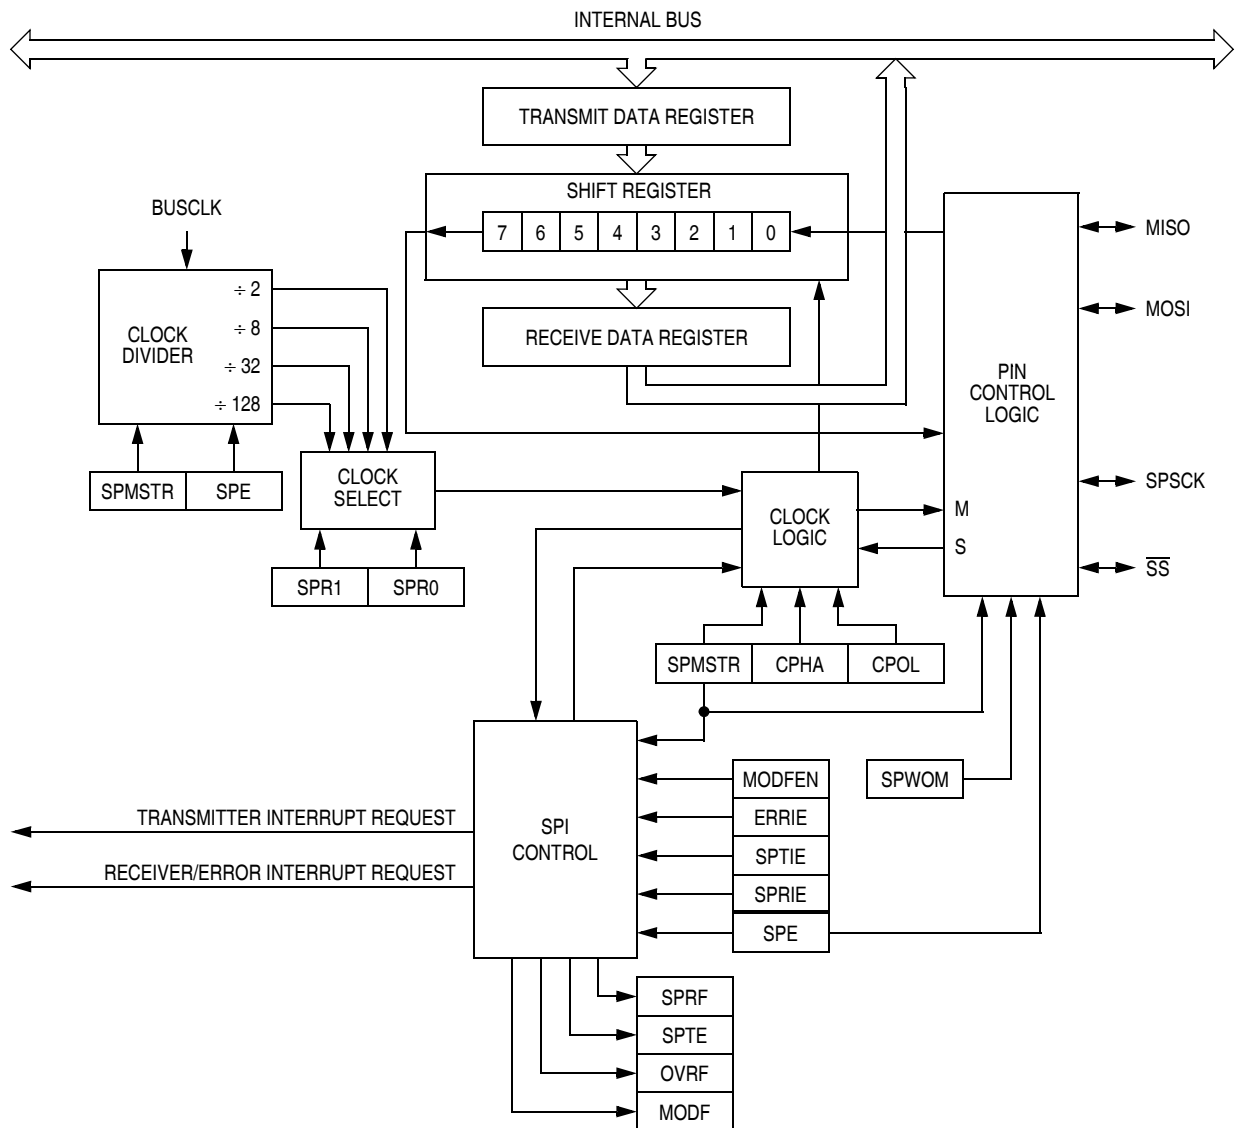 INTERNAL BUS
TRANSMIT DATA REGISTER
SHIFT REGISTER
7 6 5 4 3 2 1 0
RECEIVE DATA REGISTER
BUSCLK
CLOCK
DIVIDER
÷ 2
÷ 8
÷ 32
÷ 128
SPMSTR SPE
CLOCK
SELECT
SPR1 SPR0
CLOCK
LOGIC
PIN
CONTROL
LOGIC
M
S
MISO
MOSI
SPSCK
SS
SPMSTR CPHA CPOL
SPI
CONTROL
MODFEN
ERRIE
SPTIE
SPRIE
SPE
SPWOM
TRANSMITTER INTERRUPT REQUEST
RECEIVER/ERROR INTERRUPT REQUEST
SPRF
SPTE
OVRF
MODF